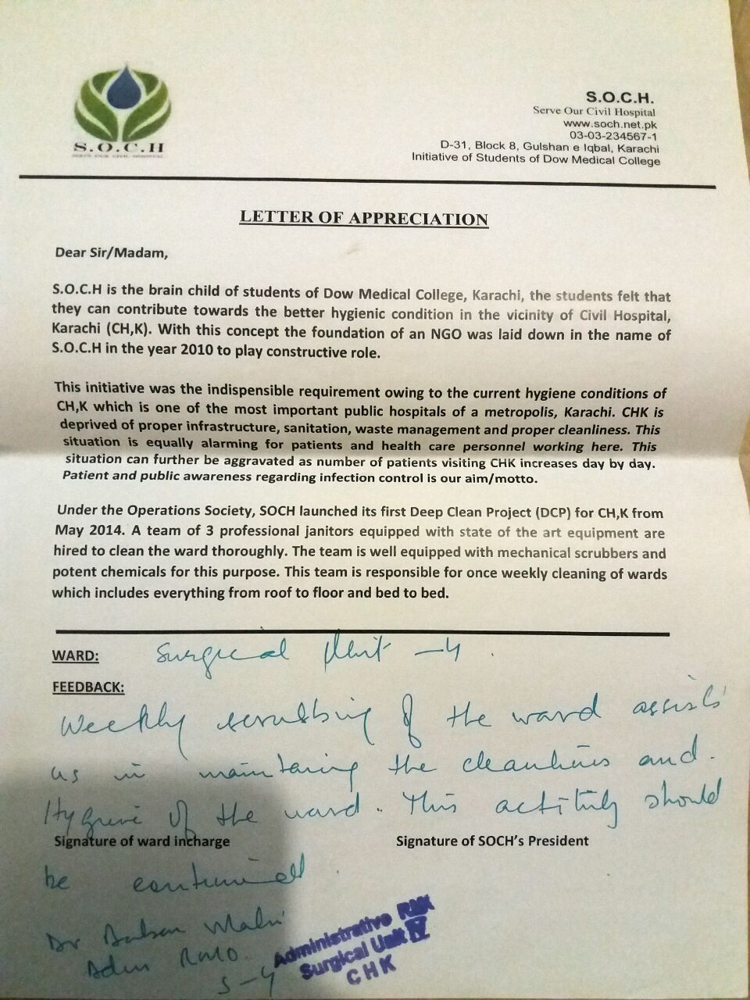 S.O.C.H
SERVE OUR CIVIL HOSPITAL
S.O.C.H.
Serve Our Civil Hospital
www.soch.net.pk
03-03-234567-1
D-31, Block 8, Gulshan e Iqbal, Karachi
Initiative of Students of Dow Medical College
LETTER OF APPRECIATION
Dear Sir/Madam,
S.O.C.H is the brain child of students of Dow Medical College, Karachi, the students felt that
they can contribute towards the better hygienic condition in the vicinity of Civil Hospital,
Karachi (CH,K). With this concept the foundation of an NGO was laid down in the name of
S.O.C.H in the year 2010 to play constructive role.
This initiative was the indispensible requirement owing to the current hygiene conditions of
CH,K which is one of the most important public hospitals of a metropolis, Karachi. CHK is
deprived of proper infrastructure, sanitation, waste management and proper cleanliness. This
situation is equally alarming for patients and health care personnel working here. This
situation can further be aggravated as number of patients visiting CHK increases day by day.
Patient and public awareness regarding infection control is our aim/motto.
Under the Operations Society, SOCH launched its first Deep Clean Project (DCP) for CH,K from
May 2014. A team of 3 professional janitors equipped with state of the art equipment are
hired to clean the ward thoroughly. The team is well equipped with mechanical scrubbers and
potent chemicals for this purpose. This team is responsible for once weekly cleaning of wards
which includes everything from roof to floor and bed to bed.
WARD: Surgical Unit -4
FEEDBACK:
Weekly scrubbing of the ward assists
us in maintaining the cleanliness and
Hygiene of the ward. This activity should
Signature of ward incharge Signature of SOCH's President
be continued
Dr
Admn RMO
S-4
Administrative
Surgical Unit IV
CHK